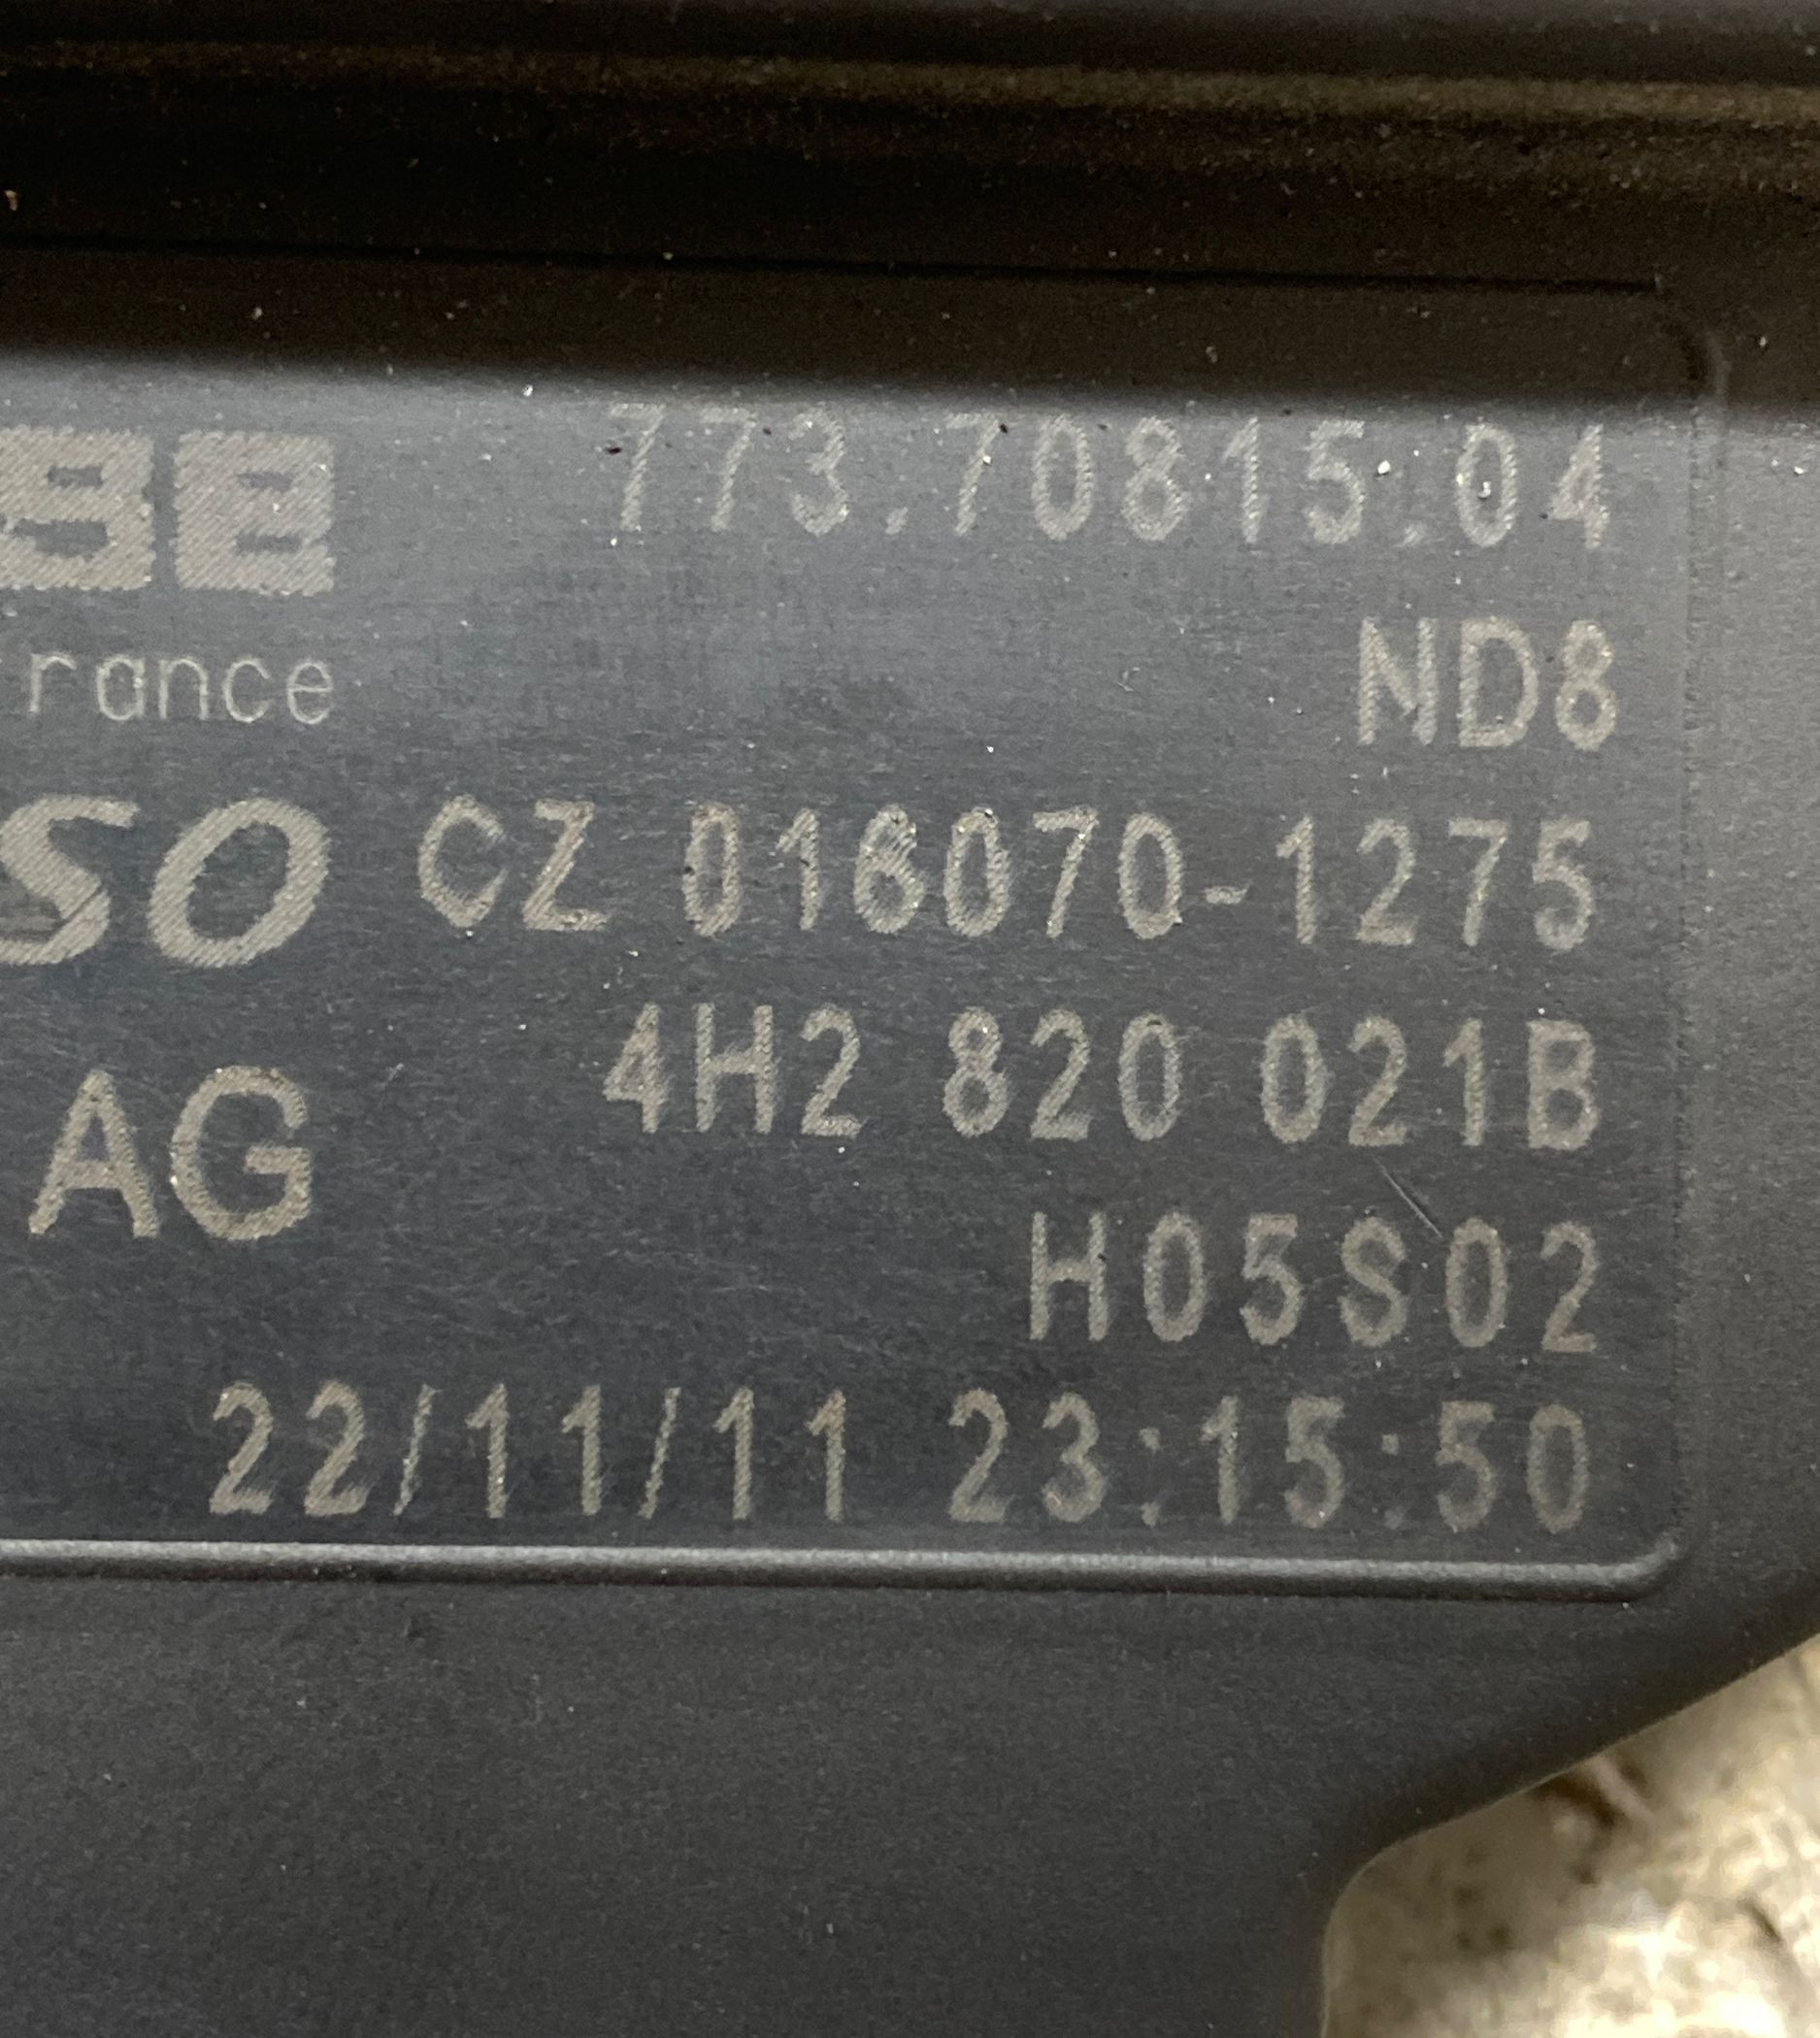 be 773.70815.04
rance ND8
SO CZ 016070-1275
4H2 820 021B
AG
H05S02
22/11/11 23:15:50